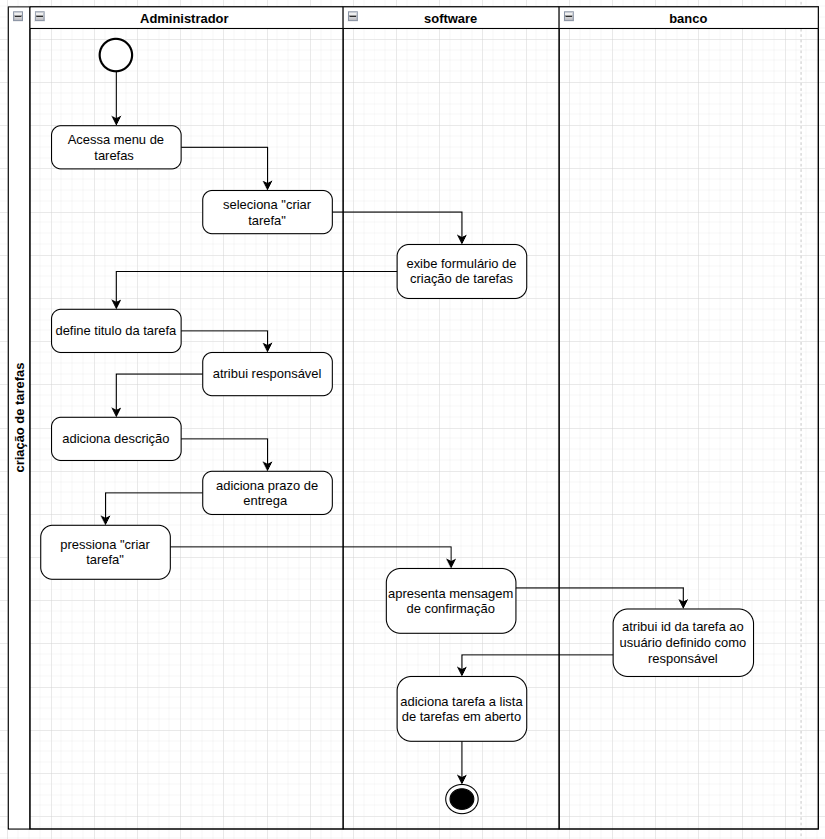 Administrador
software
banco
criação de tarefas
Acessa menu de
tarefas
seleciona "criar
tarefa"
exibe formulário de
criação de tarefas
define titulo da tarefa
atribui responsável
adiciona descrição
adiciona prazo de
entrega
pressiona "criar
tarefa"
apresenta mensagem
de confirmação
atribui id da tarefa ao
usuário definido como
responsável
adiciona tarefa a lista
de tarefas em aberto